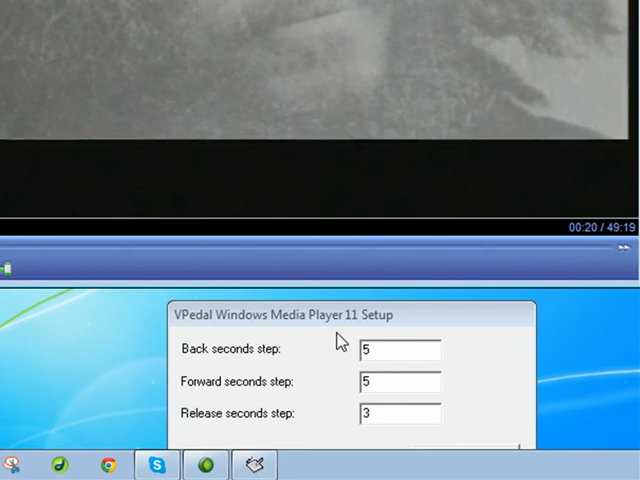 00:20 / 49:19
VPedal Windows Media Player 11 Setup
Back seconds step: 5
Forward seconds step: 5
Release seconds step: 3